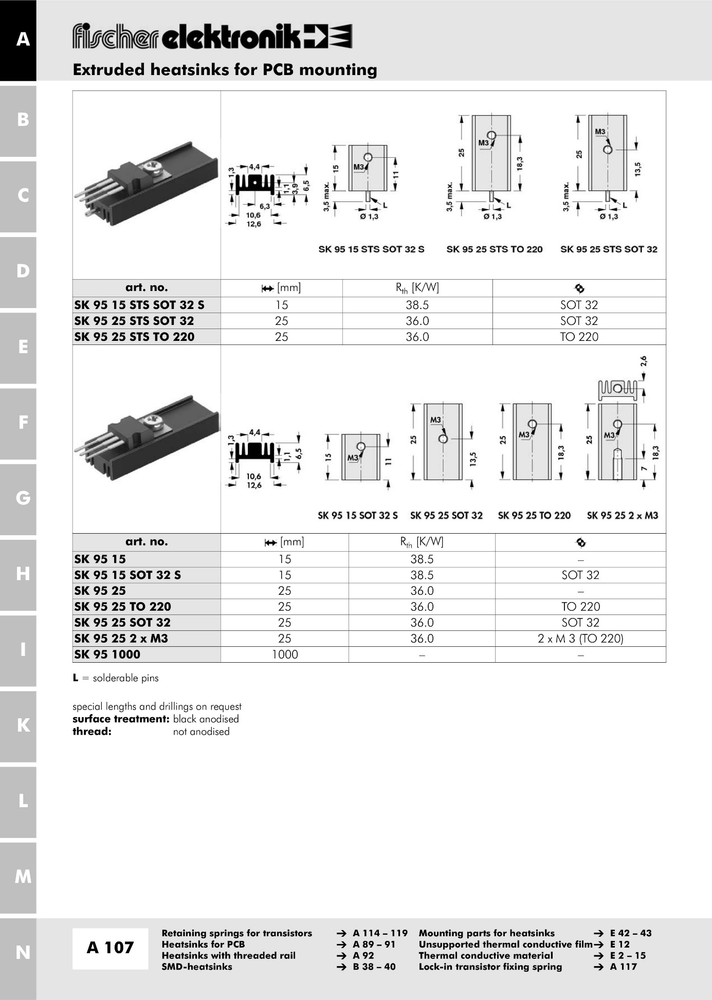 A
fischer elektronik
Extruded heatsinks for PCB mounting
B
C
D
E
F
G
H
I
K
L
M
N
1,3
4,4
1,1
3,9
6,5
6,3
10,6
12,6
15
M3
11
3,5 max.
L
Ø 1,3
25
M3
18,3
3,5 max.
L
Ø 1,3
25
M3
13,5
3,5 max.
L
Ø 1,3
SK 95 15 STS SOT 32 S SK 95 25 STS TO 220 SK 95 25 STS SOT 32
art. no. [mm] Rth [K/W]
SK 95 15 STS SOT 32 S 15 38.5 SOT 32
SK 95 25 STS SOT 32 25 36.0 SOT 32
SK 95 25 STS TO 220 25 36.0 TO 220
1,3
4,4
1,1
6,5
10,6
12,6
15
M3
11
25
M3
13,5
25
M3
18,3
2,6
25
M3
7
18,3
SK 95 15 SOT 32 S SK 95 25 SOT 32 SK 95 25 TO 220 SK 95 25 2 x M3
art. no. [mm] Rth [K/W]
SK 95 15 15 38.5 –
SK 95 15 SOT 32 S 15 38.5 SOT 32
SK 95 25 25 36.0 –
SK 95 25 TO 220 25 36.0 TO 220
SK 95 25 SOT 32 25 36.0 SOT 32
SK 95 25 2 x M3 25 36.0 2 x M 3 (TO 220)
SK 95 1000 1000 – –
L = solderable pins
special lengths and drillings on request
surface treatment: black anodised
thread: not anodised
A 107
Retaining springs for transistors → A 114 – 119
Heatsinks for PCB → A 89 – 91
Heatsinks with threaded rail → A 92
SMD-heatsinks → B 38 – 40
Mounting parts for heatsinks → E 42 – 43
Unsupported thermal conductive film → E 12
Thermal conductive material → E 2 – 15
Lock-in transistor fixing spring → A 117